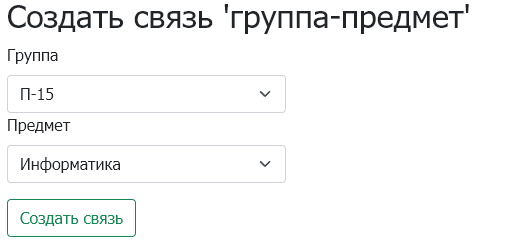 Создать связь 'группа-предмет'
Группа
П-15
Предмет
Информатика
Создать связь